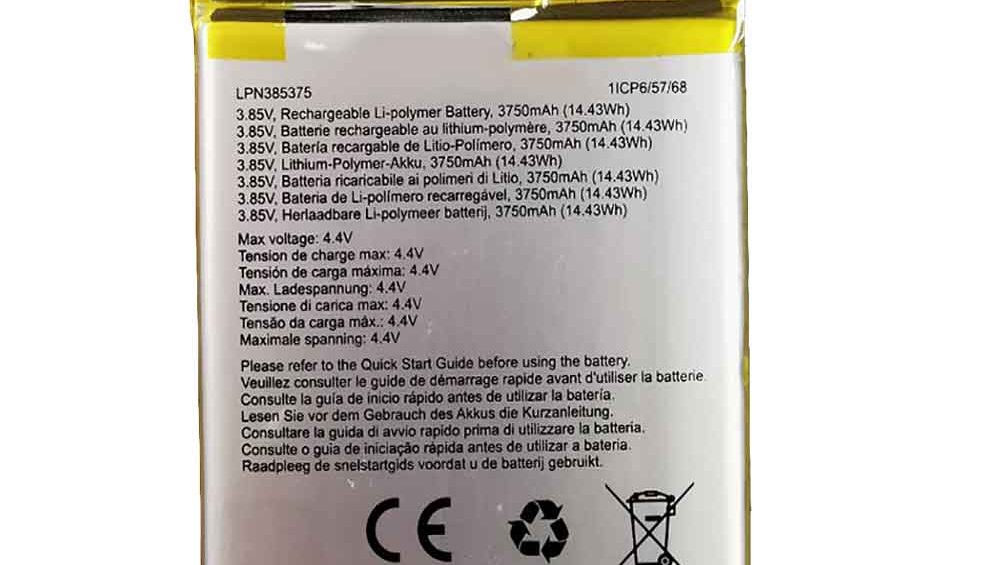 LPN385375 1ICP6/57/68
3.85V, Rechargeable Li-polymer Battery, 3750mAh (14.43Wh)
3.85V, Batterie rechargeable au lithium-polymère, 3750mAh (14.43Wh)
3.85V, Batería recargable de Litio-Polímero, 3750mAh (14.43Wh)
3.85V, Lithium-Polymer-Akku, 3750mAh (14.43Wh)
3.85V, Batteria ricaricabile ai polimeri di Litio, 3750mAh (14.43Wh)
3.85V, Bateria de Li-polímero recarregável, 3750mAh (14.43Wh)
3.85V, Herlaadbare Li-polymeer batterij, 3750mAh (14.43Wh)
Max voltage: 4.4V
Tension de charge max: 4.4V
Tensión de carga máxima: 4.4V
Max. Ladespannung: 4.4V
Tensione di carica max: 4.4V
Tensão da carga máx.: 4.4V
Maximale spanning: 4.4V
Please refer to the Quick Start Guide before using the battery.
Veuillez consulter le guide de démarrage rapide avant d'utiliser la batterie.
Consulte la guía de inicio rápido antes de utilizar la batería.
Lesen Sie vor dem Gebrauch des Akkus die Kurzanleitung.
Consultare la guida di avvio rapido prima di utilizzare la batteria.
Consulte o guia de iniciação rápida antes de utilizar a bateria.
Raadpleeg de snelstartgids voordat u de batterij gebruikt.
CE